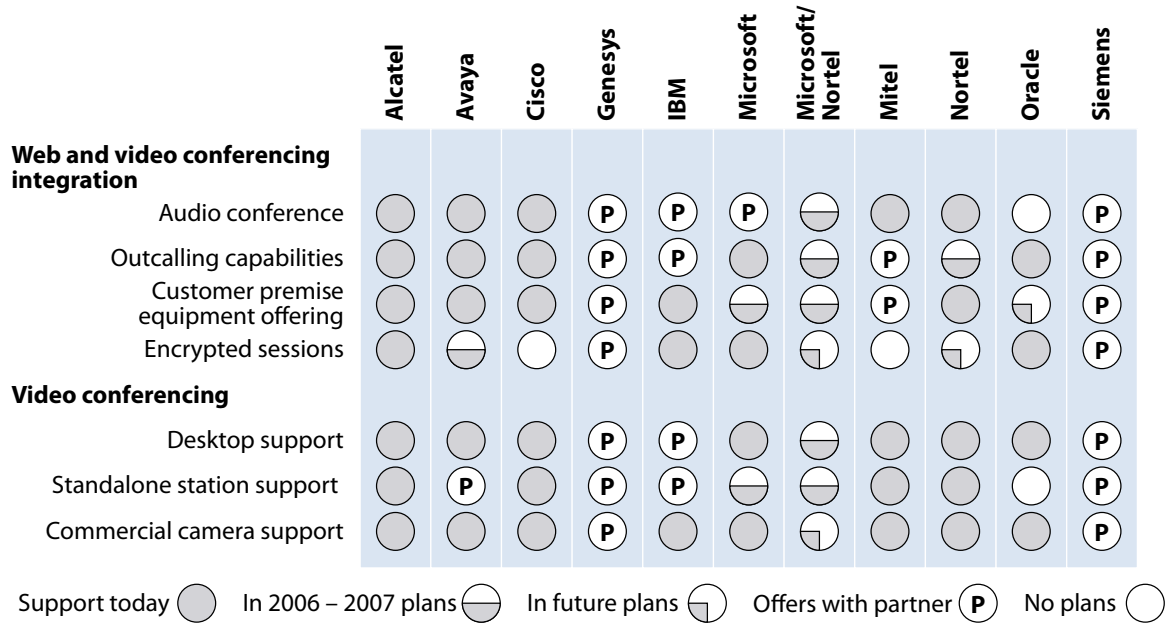 Alcatel
Avaya
Cisco
Genesys
IBM
Microsoft
Microsoft/
Nortel
Mitel
Nortel
Oracle
Siemens
Web and video conferencing
integration
Audio conference P P P P
Outcalling capabilities P P P P
Customer premise
equipment offering P P P
Encrypted sessions P P
Video conferencing
Desktop support P P P
Standalone station support P P P P
Commercial camera support P P
Support today In 2006 – 2007 plans In future plans Offers with partner P No plans